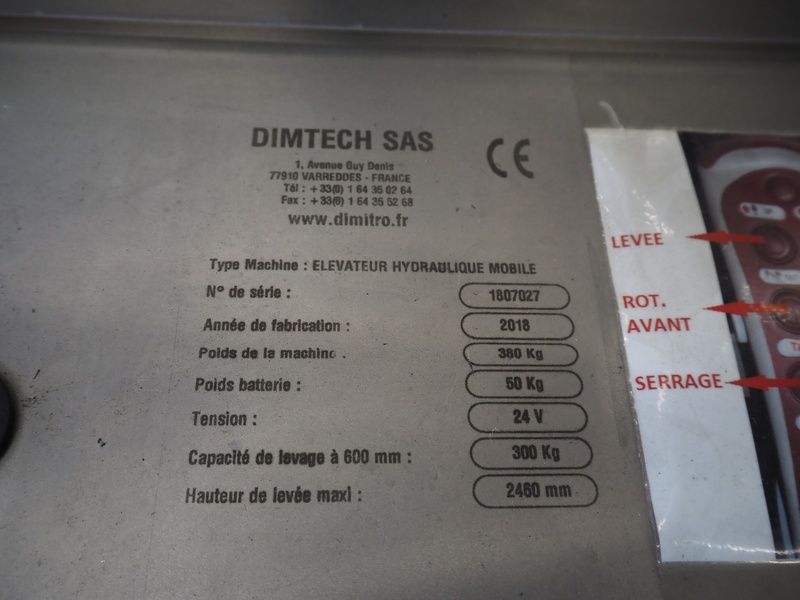 DIMTECH SAS
CE
1, Avenue Guy Denis
77910 VARREDDES - FRANCE
Tél : +33(0) 1 64 35 02 64
Fax : +33(0) 1 64 35 52 68
www.dimitro.fr
Type Machine : ELEVATEUR HYDRAULIQUE MOBILE
N° de série : 1807027
Année de fabrication : 2018
Poids de la machine : 380 Kg
Poids batterie : 50 Kg
Tension : 24 V
Capacité de levage à 600 mm : 300 Kg
Hauteur de levée maxi : 2460 mm
LEVEE
ROT.
AVANT
SERRAGE